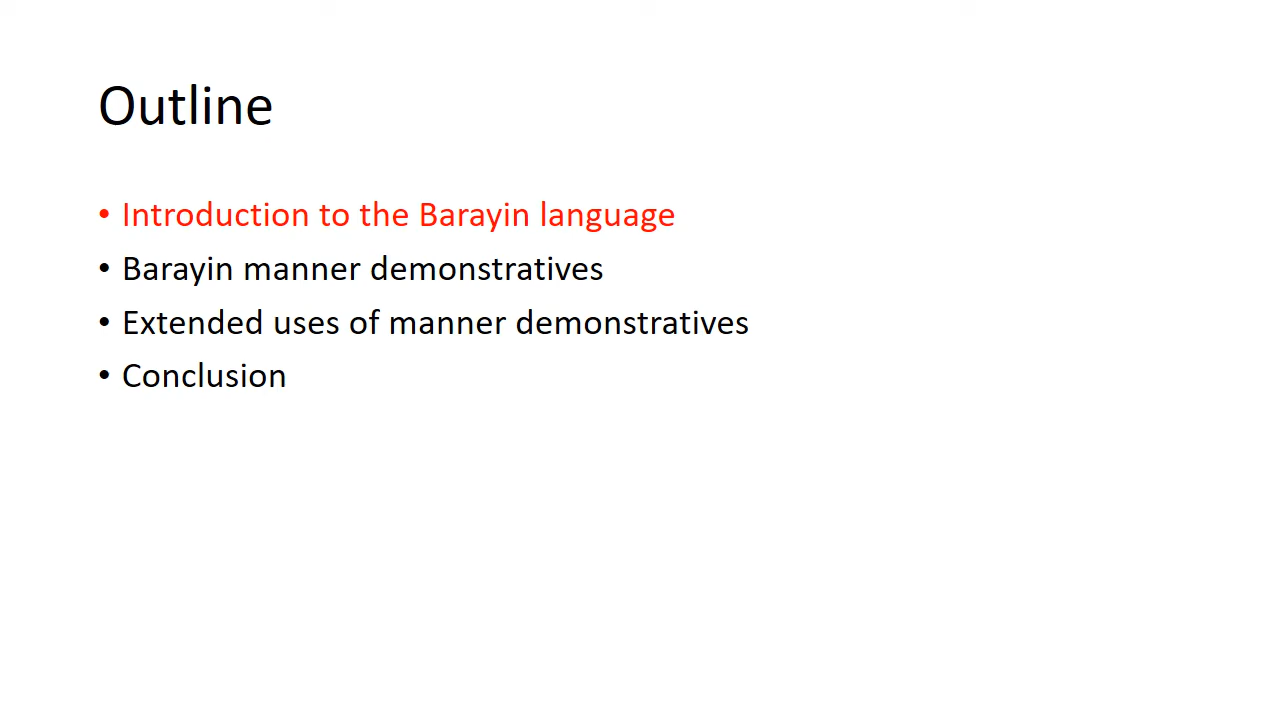 Outline
• Introduction to the Barayin language
• Barayin manner demonstratives
• Extended uses of manner demonstratives
• Conclusion